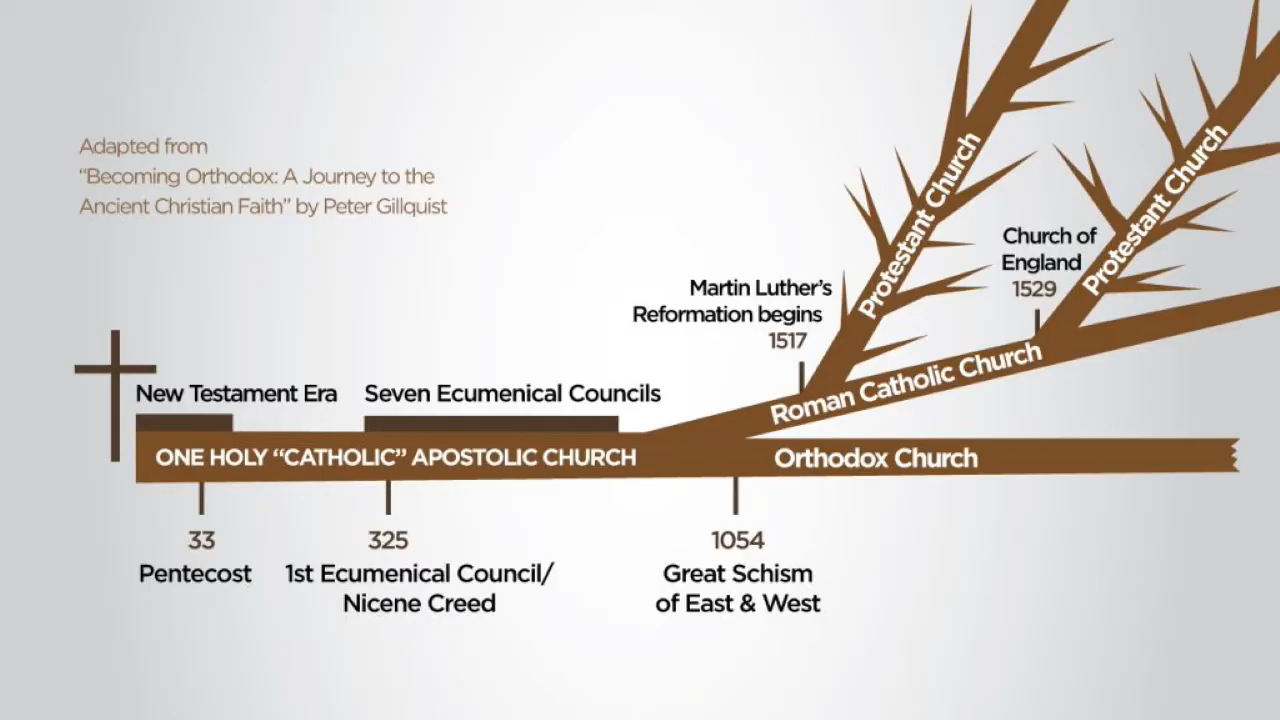 Adapted from
“Becoming Orthodox: A Journey to the
Ancient Christian Faith” by Peter Gillquist
Protestant Church
Protestant Church
Church of
England
1529
Martin Luther’s
Reformation begins
1517
Roman Catholic Church
New Testament Era
Seven Ecumenical Councils
ONE HOLY “CATHOLIC” APOSTOLIC CHURCH
Orthodox Church
33
Pentecost
325
1st Ecumenical Council/
Nicene Creed
1054
Great Schism
of East & West